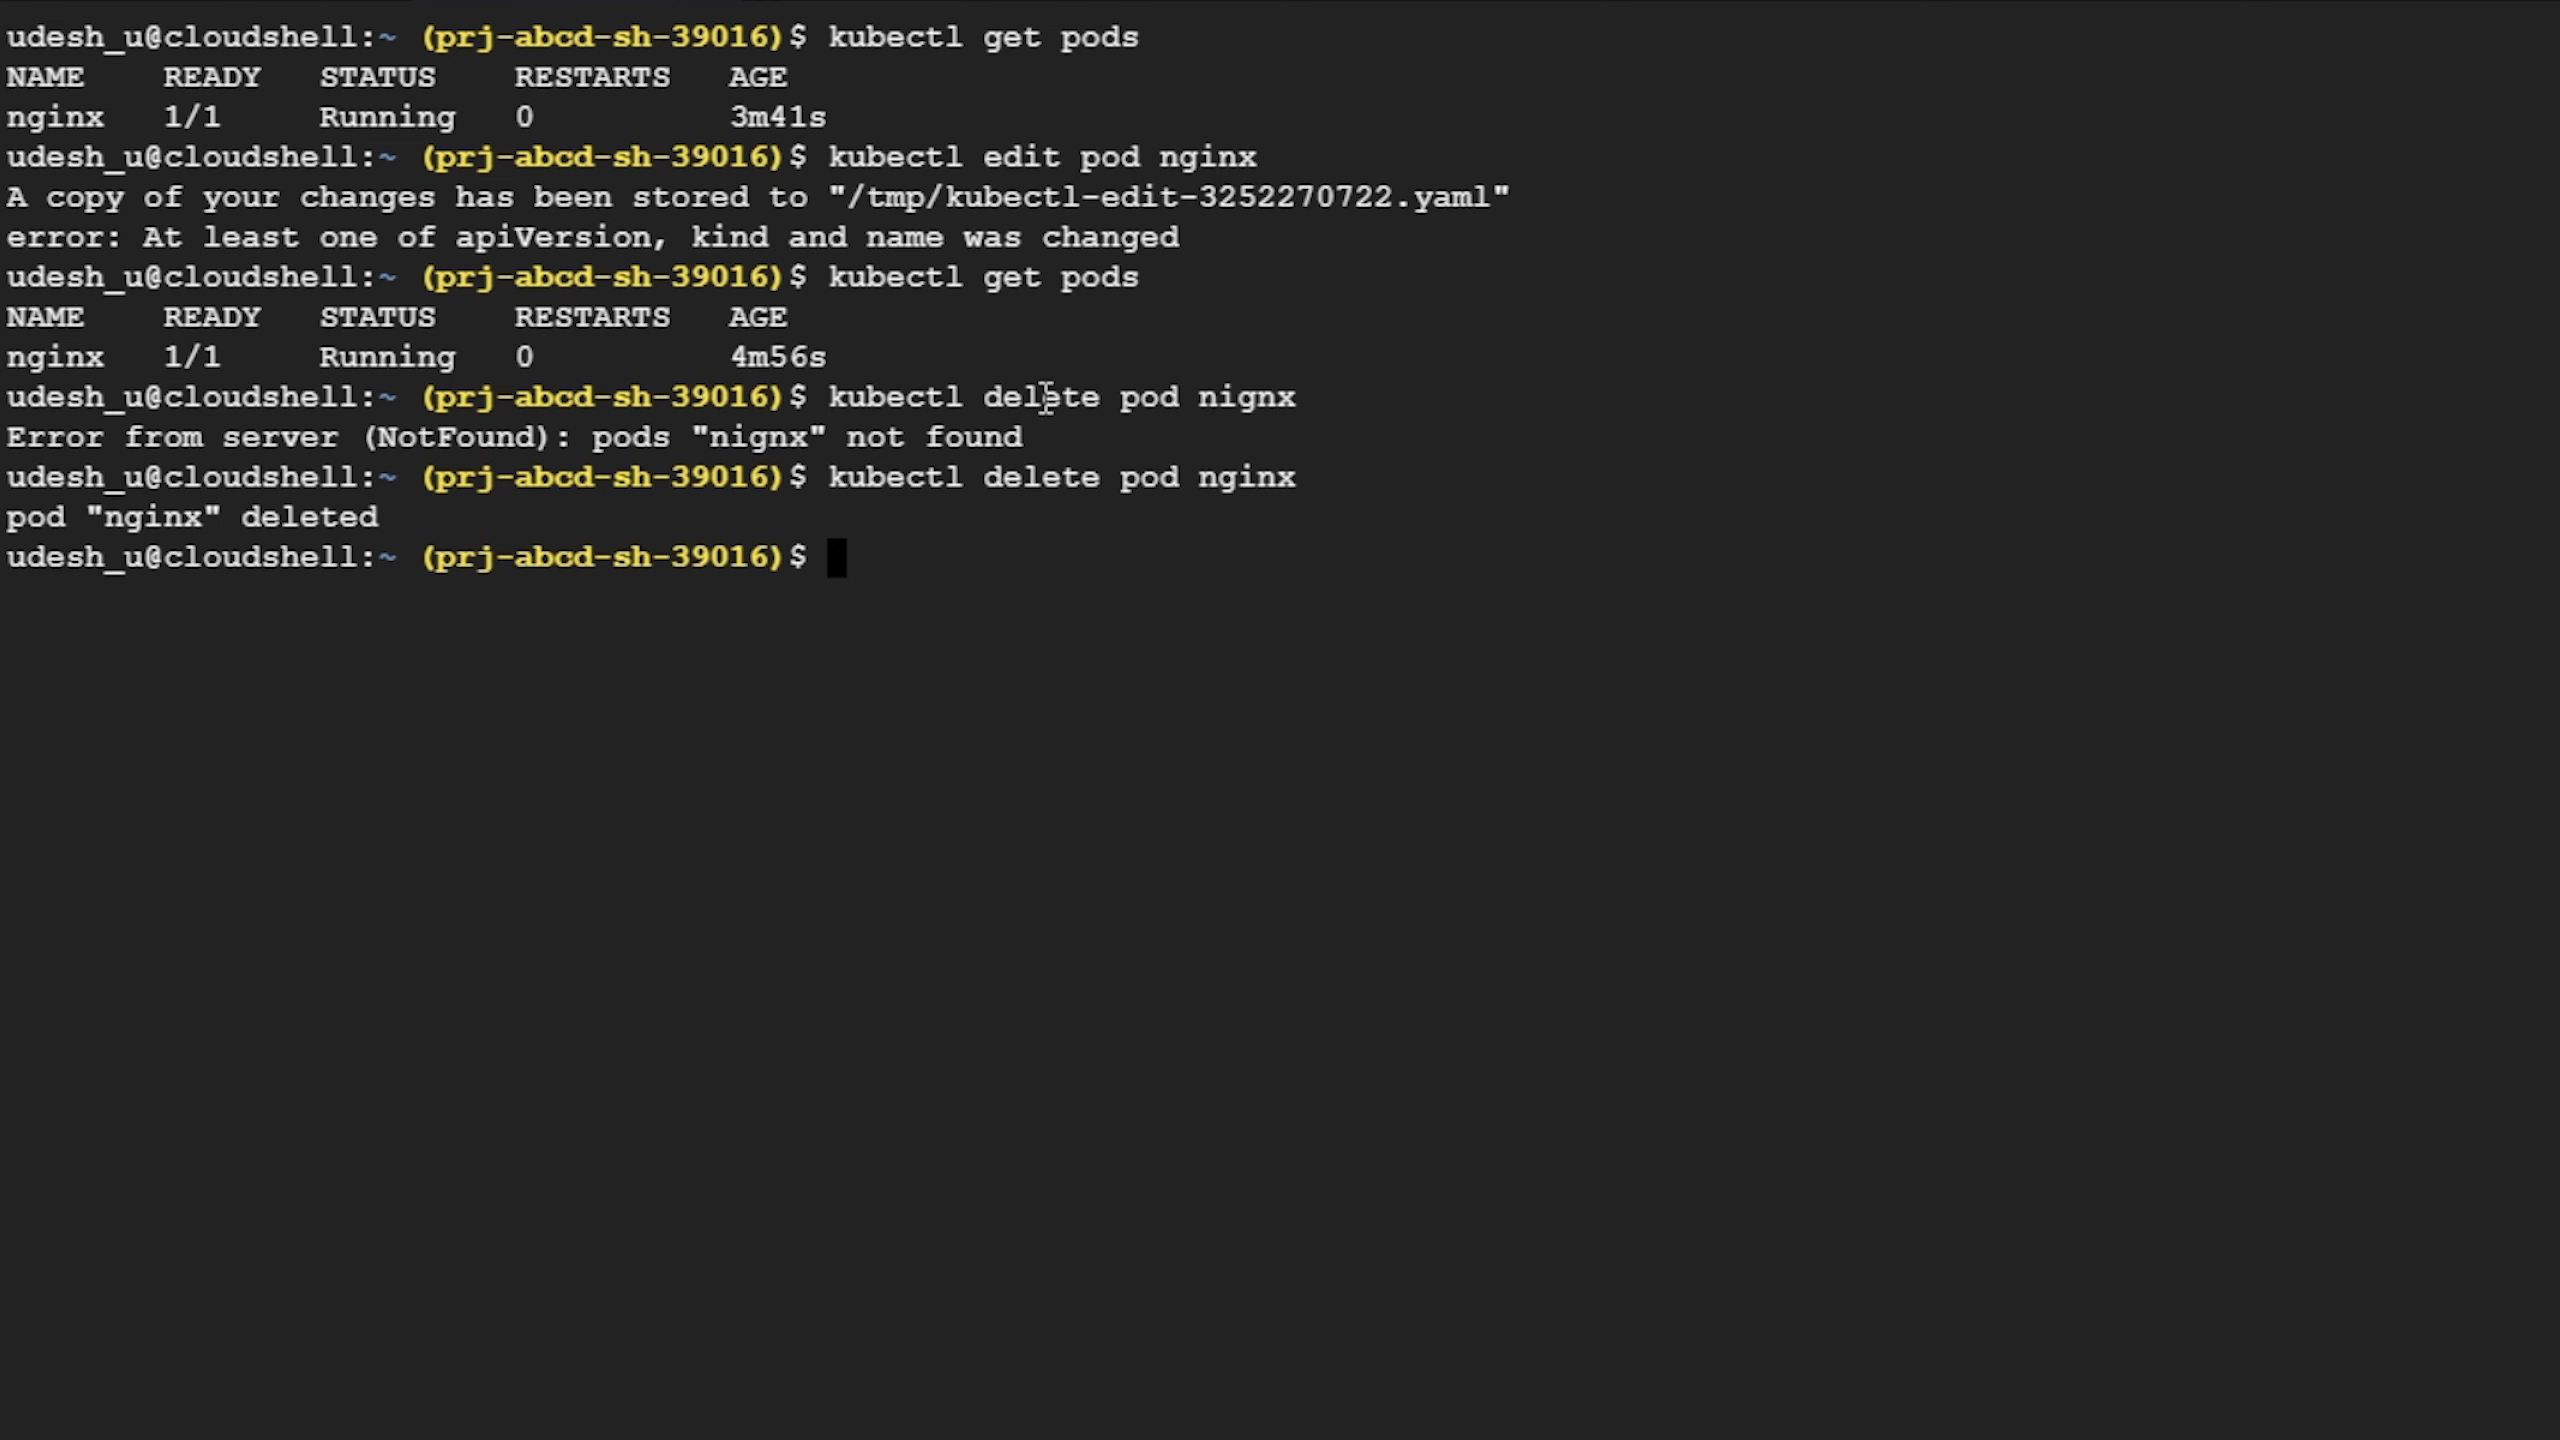 udesh_u@cloudshell:~ (prj-abcd-sh-39016)$ kubectl get pods
NAME    READY   STATUS    RESTARTS   AGE
nginx   1/1     Running   0          3m41s
udesh_u@cloudshell:~ (prj-abcd-sh-39016)$ kubectl edit pod nginx
A copy of your changes has been stored to "/tmp/kubectl-edit-3252270722.yaml"
error: At least one of apiVersion, kind and name was changed
udesh_u@cloudshell:~ (prj-abcd-sh-39016)$ kubectl get pods
NAME    READY   STATUS    RESTARTS   AGE
nginx   1/1     Running   0          4m56s
udesh_u@cloudshell:~ (prj-abcd-sh-39016)$ kubectl delete pod nignx
Error from server (NotFound): pods "nignx" not found
udesh_u@cloudshell:~ (prj-abcd-sh-39016)$ kubectl delete pod nginx
pod "nginx" deleted
udesh_u@cloudshell:~ (prj-abcd-sh-39016)$